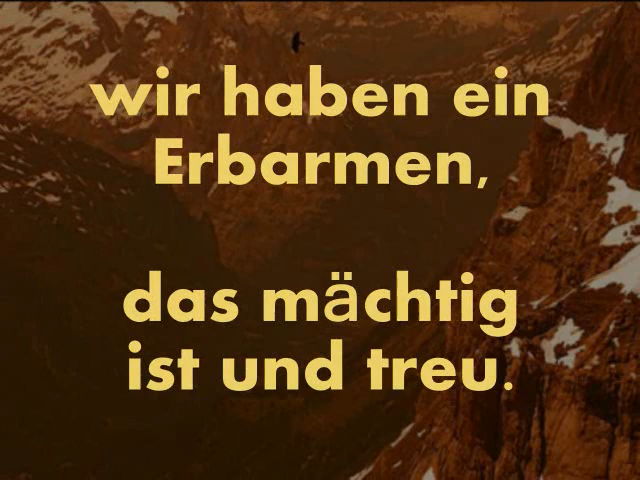 wir haben ein
Erbarmen,
das mächtig
ist und treu.